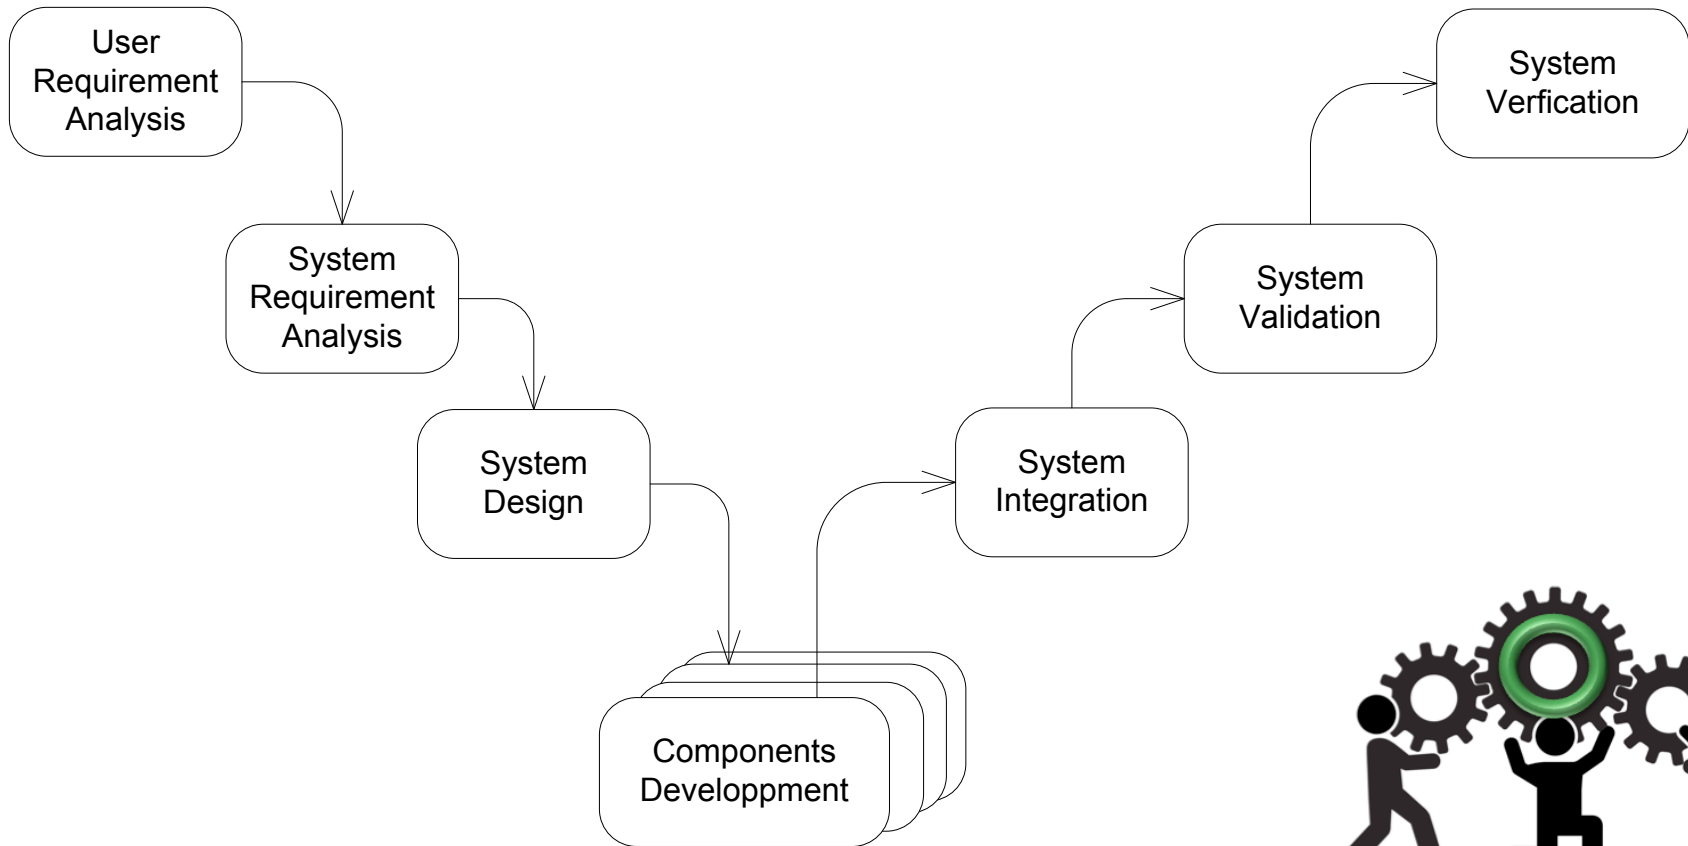 User
Requirement
Analysis
System
Requirement
Analysis
System
Design
Components
Developpment
System
Integration
System
Validation
System
Verfication